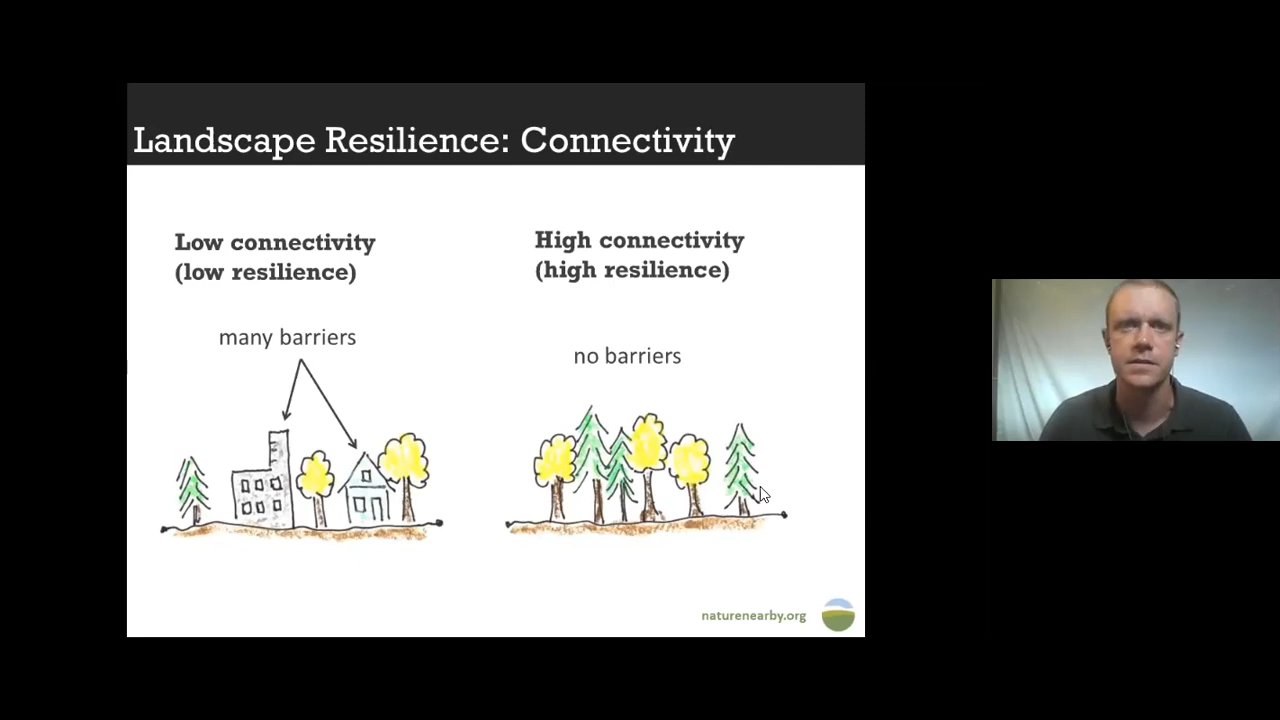 Landscape Resilience: Connectivity
Low connectivity
(low resilience)
many barriers
High connectivity
(high resilience)
no barriers
naturenearby.org